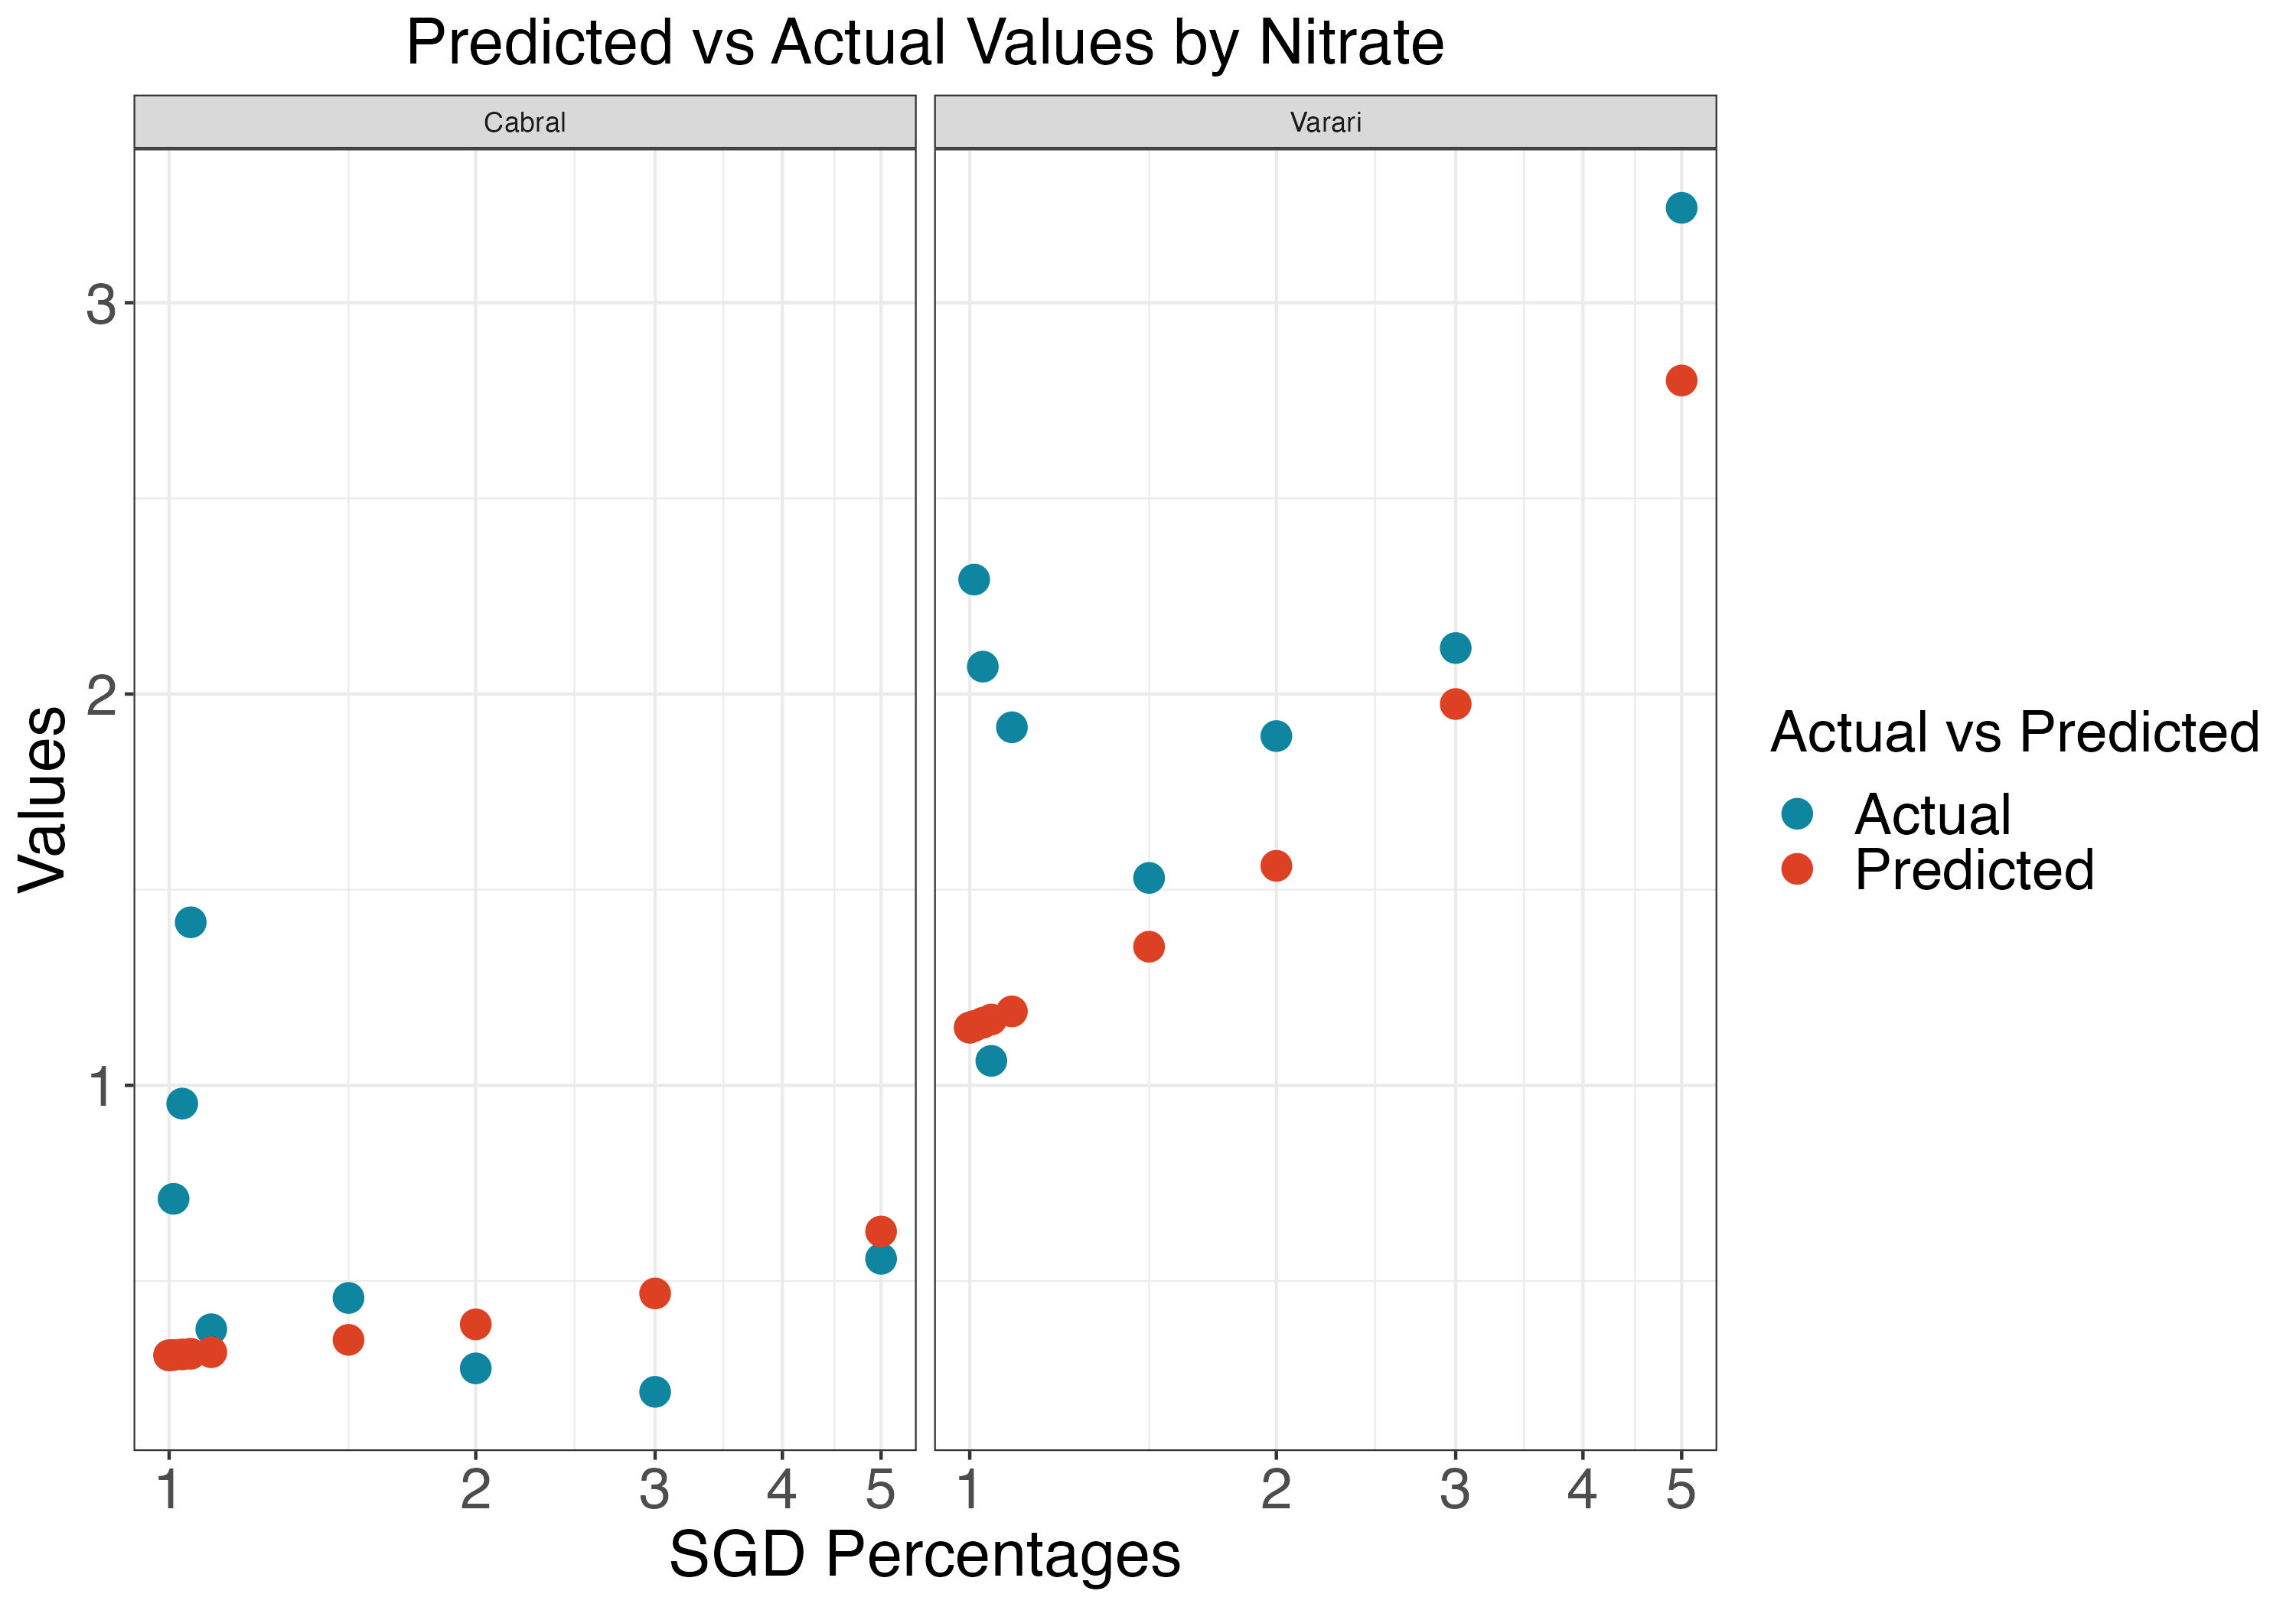 Predicted vs Actual Values by Nitrate
Cabral
Varari
3
2
1
Values
1 2 3 4 5
1 2 3 4 5
SGD Percentages
Actual vs Predicted
Actual
Predicted